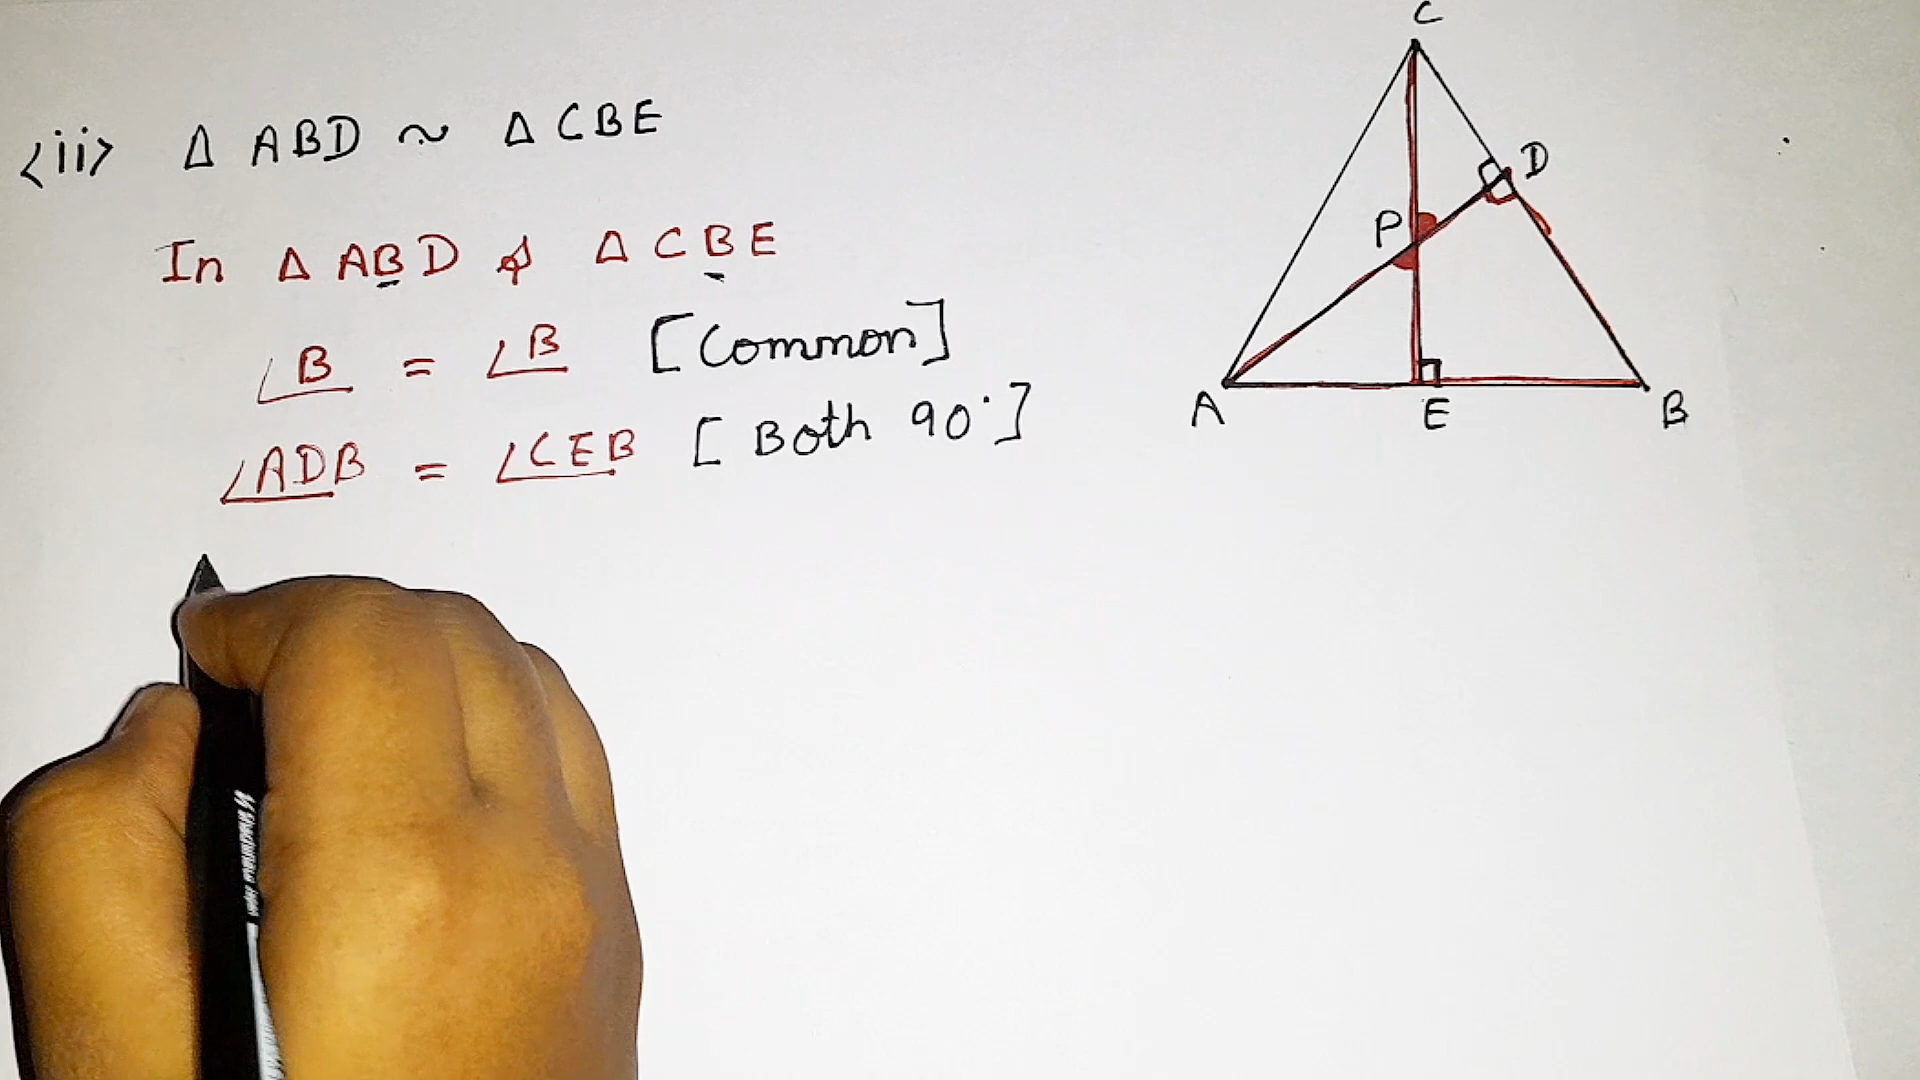 <ii> Δ ABD ~ Δ CBE
In Δ ABD & Δ CBE
∠B = ∠B [Common]
∠ADB = ∠CEB [Both 90°]
C
D
P
A
E
B